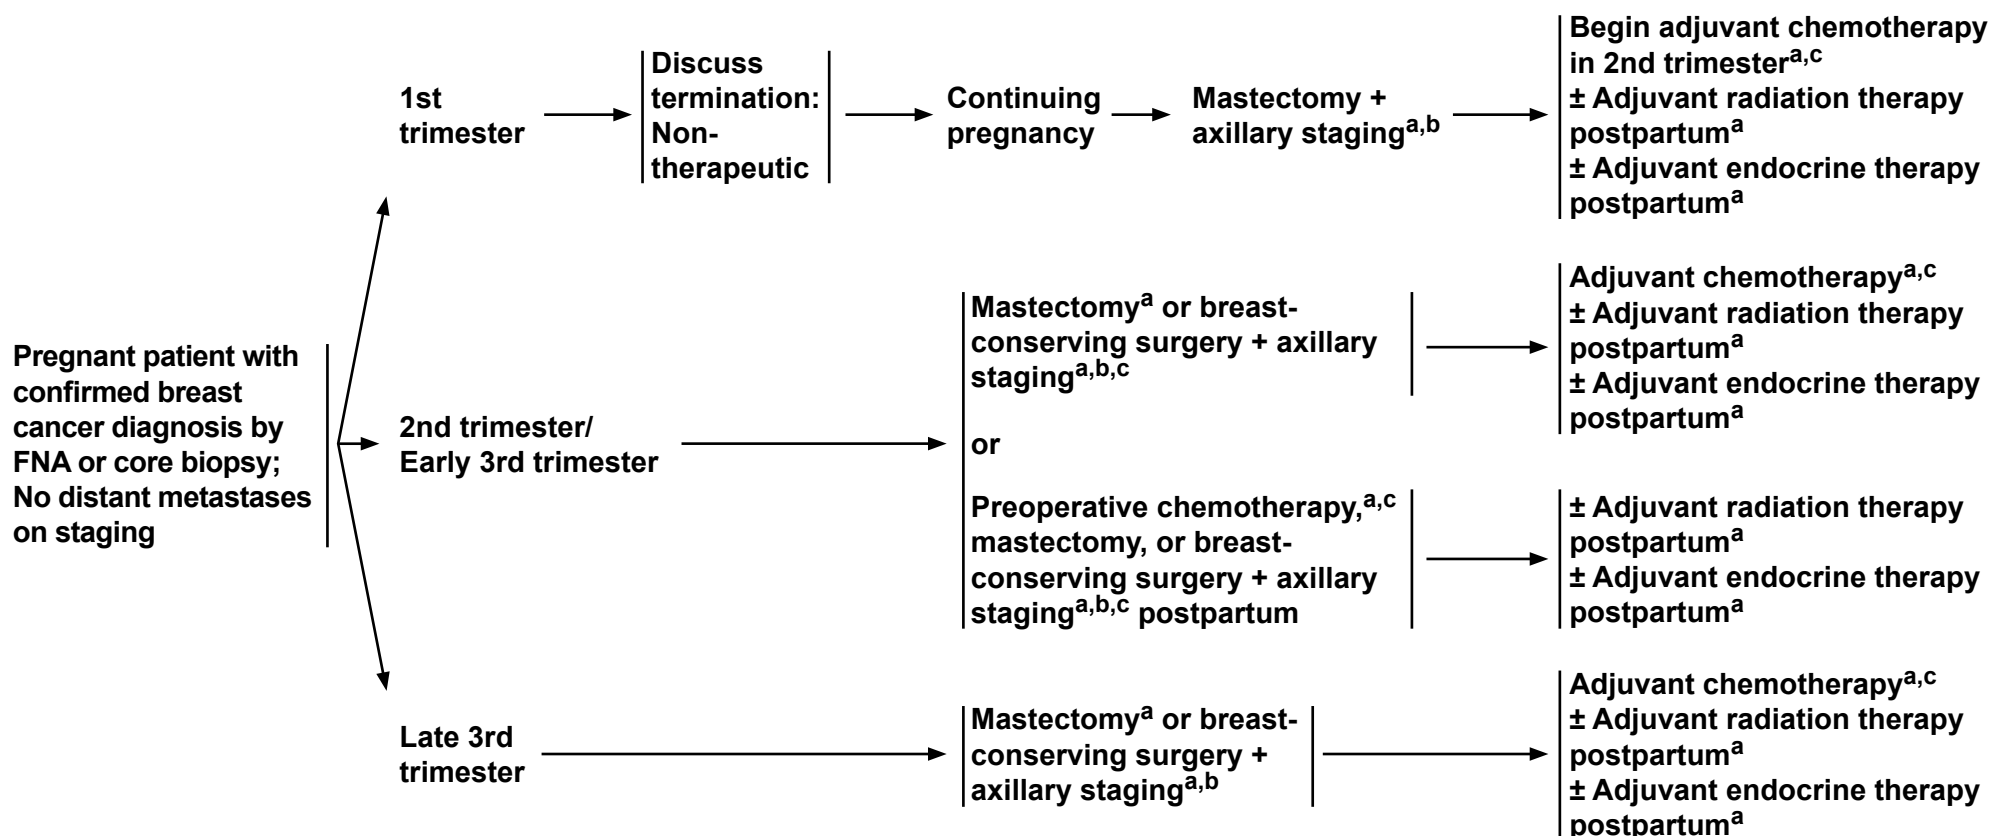 Pregnant patient with
confirmed breast
cancer diagnosis by
FNA or core biopsy;
No distant metastases
on staging
1st
trimester
Discuss
termination:
Non-
therapeutic
Continuing
pregnancy
Mastectomy +
axillary staging^a,b
Begin adjuvant chemotherapy
in 2nd trimester^a,c
± Adjuvant radiation therapy
postpartum^a
± Adjuvant endocrine therapy
postpartum^a
2nd trimester/
Early 3rd trimester
Mastectomy^a or breast-
conserving surgery + axillary
staging^a,b,c
or
Preoperative chemotherapy,^a,c
mastectomy, or breast-
conserving surgery + axillary
staging^a,b,c postpartum
Adjuvant chemotherapy^a,c
± Adjuvant radiation therapy
postpartum^a
± Adjuvant endocrine therapy
postpartum^a
± Adjuvant radiation therapy
postpartum^a
± Adjuvant endocrine therapy
postpartum^a
Late 3rd
trimester
Mastectomy^a or breast-
conserving surgery +
axillary staging^a,b
Adjuvant chemotherapy^a,c
± Adjuvant radiation therapy
postpartum^a
± Adjuvant endocrine therapy
postpartum^a